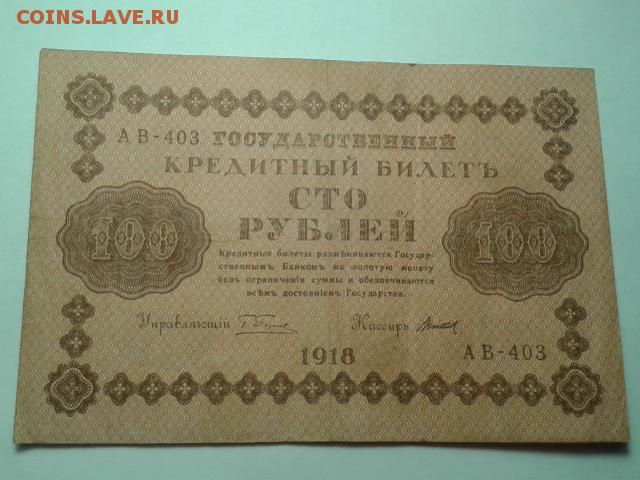 COINS.LAVE.RU
АВ-403 ГОСУДАРСТВЕННЫЙ
КРЕДИТНЫЙ БИЛЕТЪ
СТО
РУБЛЕЙ
100 100
Кредитные билеты размѣниваются Государ-
ственнымъ Банкомъ на золотую монету
безъ ограничения суммы и обезпечиваются
всѣмъ достояніемъ Государства.
Управляющій Кассиръ
1918
АВ-403